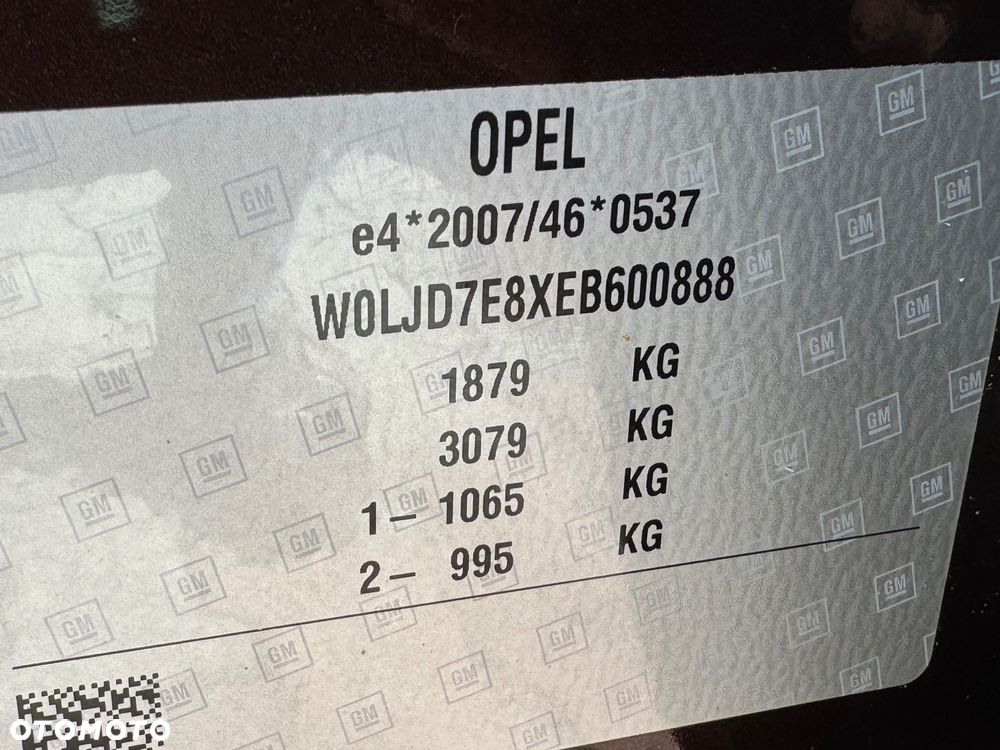 OPEL
e4*2007/46*0537
W0LJD7E8XEB600888
1879 KG
3079 KG
1– 1065 KG
2– 995 KG
OTOMOTO